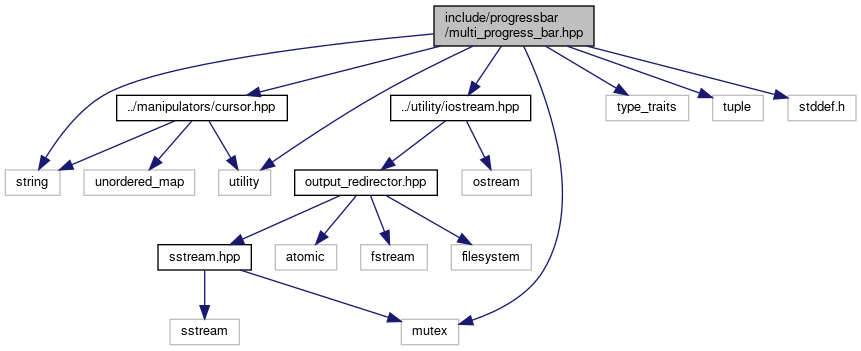 include/progressbar
/multi_progress_bar.hpp
../manipulators/cursor.hpp
../utility/iostream.hpp
type_traits
tuple
stddef.h
string
unordered_map
utility
output_redirector.hpp
ostream
sstream.hpp
atomic
fstream
filesystem
sstream
mutex